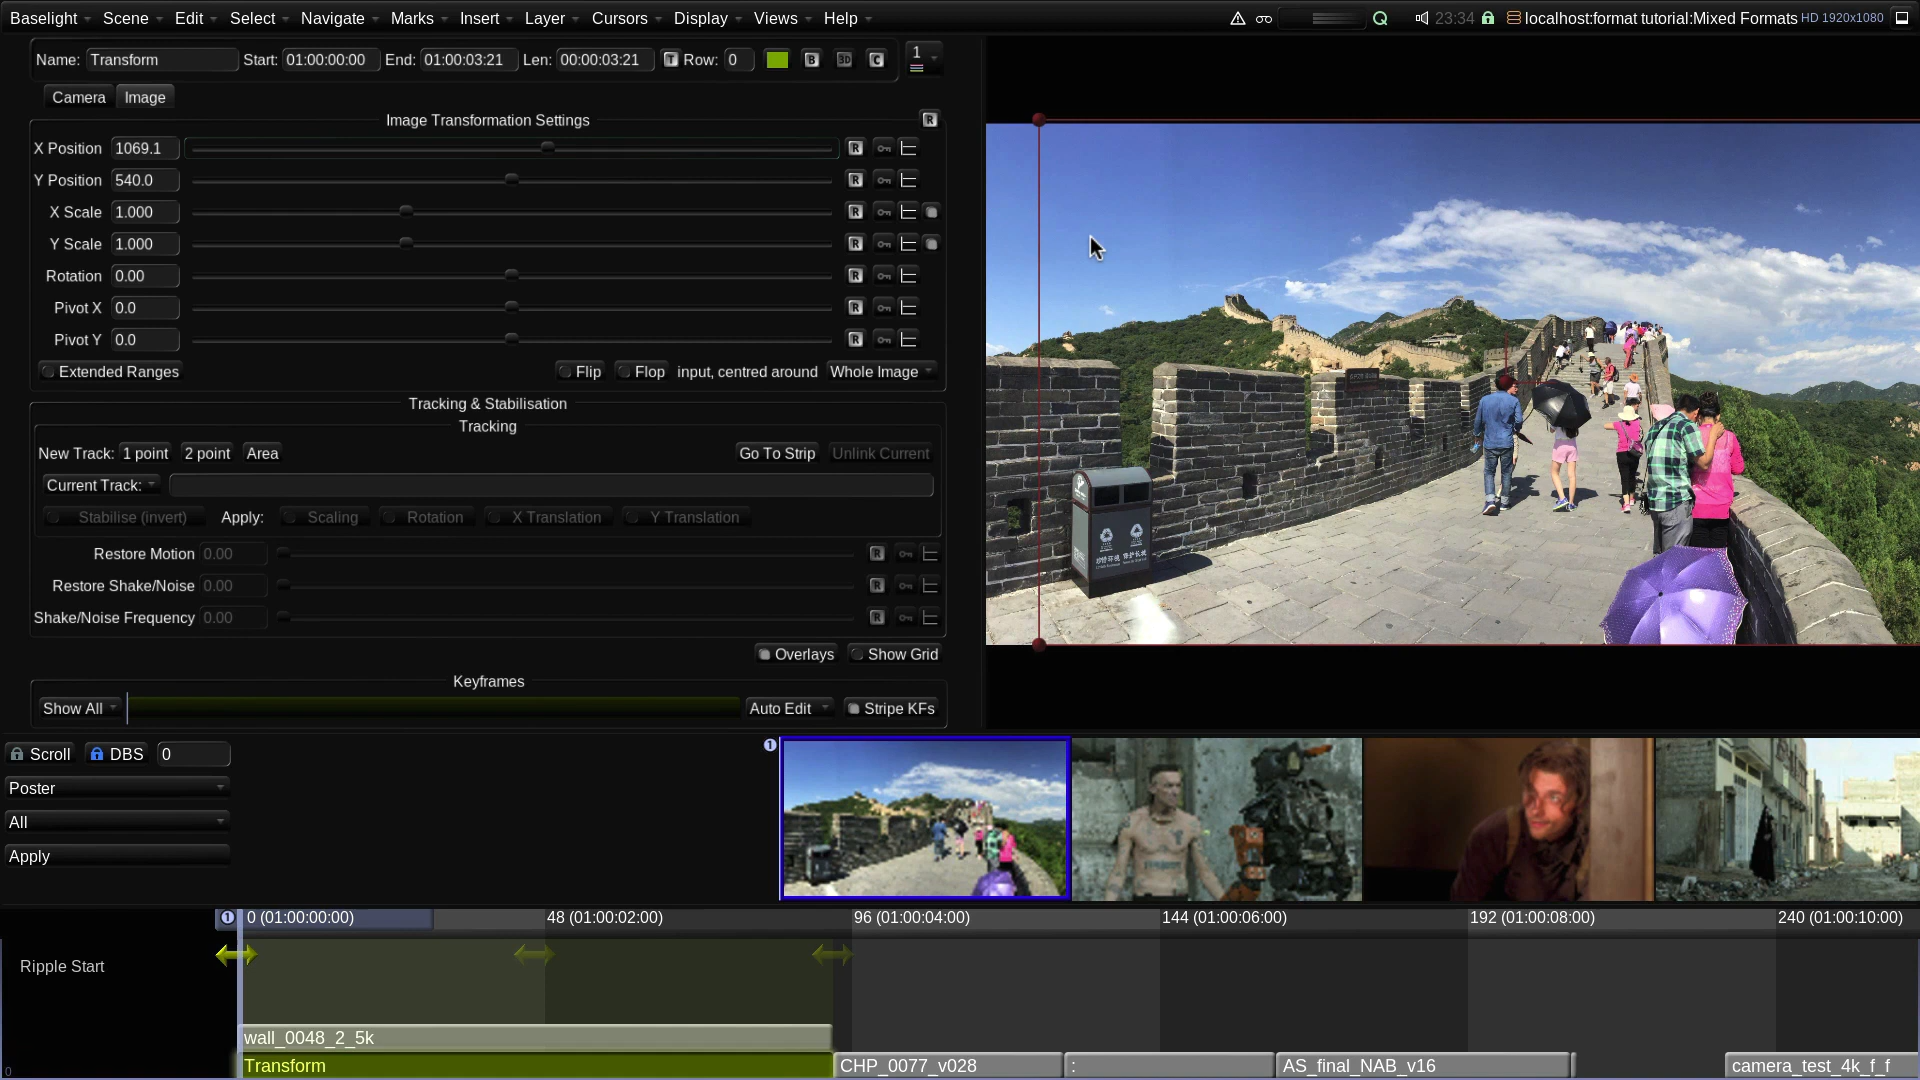 Baselight Scene Edit Select Navigate Marks Insert Layer Cursors Display Views Help 23:34 localhost:format tutorial:Mixed Formats HD 1920x1080
Name: Transform Start: 01:00:00:00 End: 01:00:03:21 Len: 00:00:03:21 T Row: 0 B 3D C 1
Camera Image
Image Transformation Settings R
X Position 1069.1 R
Y Position 540.0 R
X Scale 1.000 R
Y Scale 1.000 R
Rotation 0.00 R
Pivot X 0.0 R
Pivot Y 0.0 R
Extended Ranges Flip Flop input, centred around Whole Image
Tracking & Stabilisation
Tracking
New Track: 1 point 2 point Area Go To Strip Unlink Current
Current Track:
Stabilise (invert) Apply: Scaling Rotation X Translation Y Translation
Restore Motion 0.00 R
Restore Shake/Noise 0.00 R
Shake/Noise Frequency 0.00 R
Overlays Show Grid
Keyframes
Show All Auto Edit Stripe KFs
Scroll DBS 0
Poster
All
Apply
1
1 0 (01:00:00:00) 48 (01:00:02:00) 96 (01:00:04:00) 144 (01:00:06:00) 192 (01:00:08:00) 240 (01:00:10:00)
Ripple Start
wall_0048_2_5k
0 Transform CHP_0077_v028 : AS_final_NAB_v16 camera_test_4k_f_f